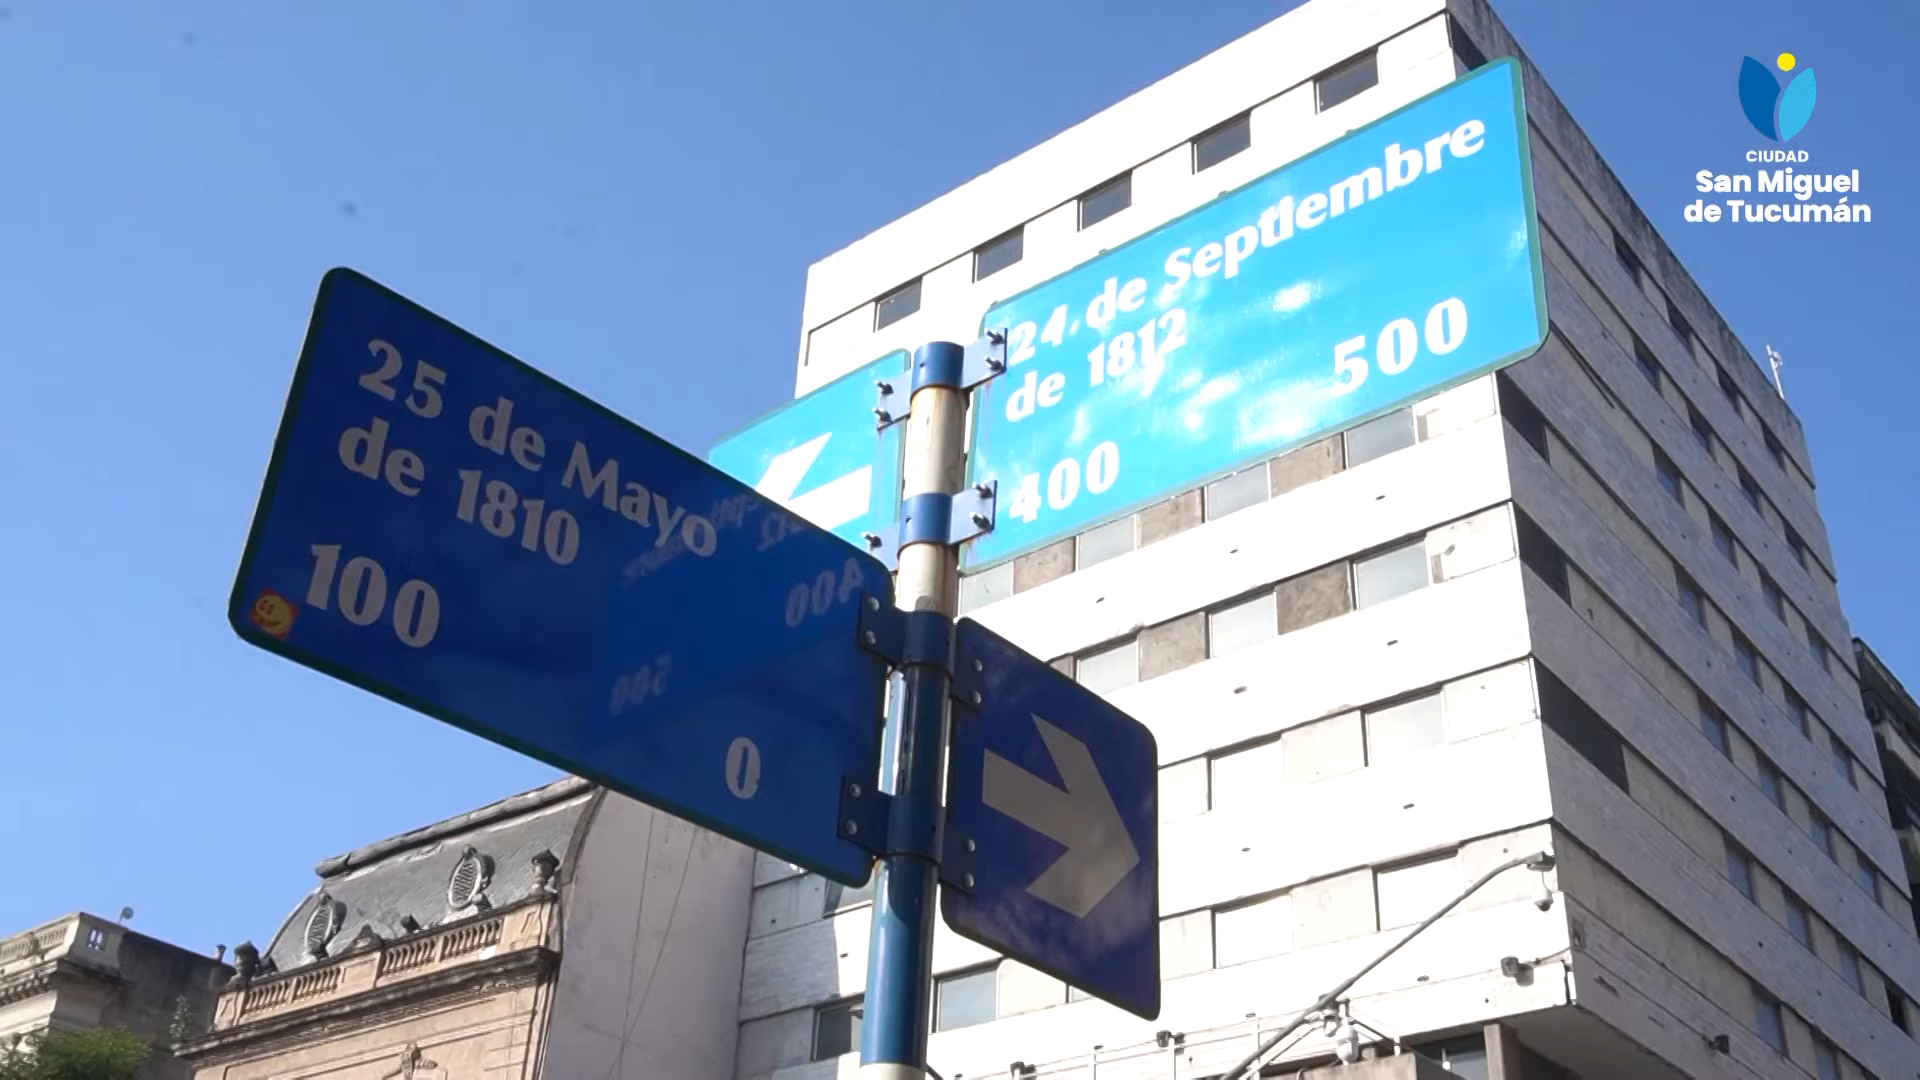 25 de Mayo
de 1810
100
0
24 de Septiembre
de 1812
400
500
CIUDAD
San Miguel
de Tucumán